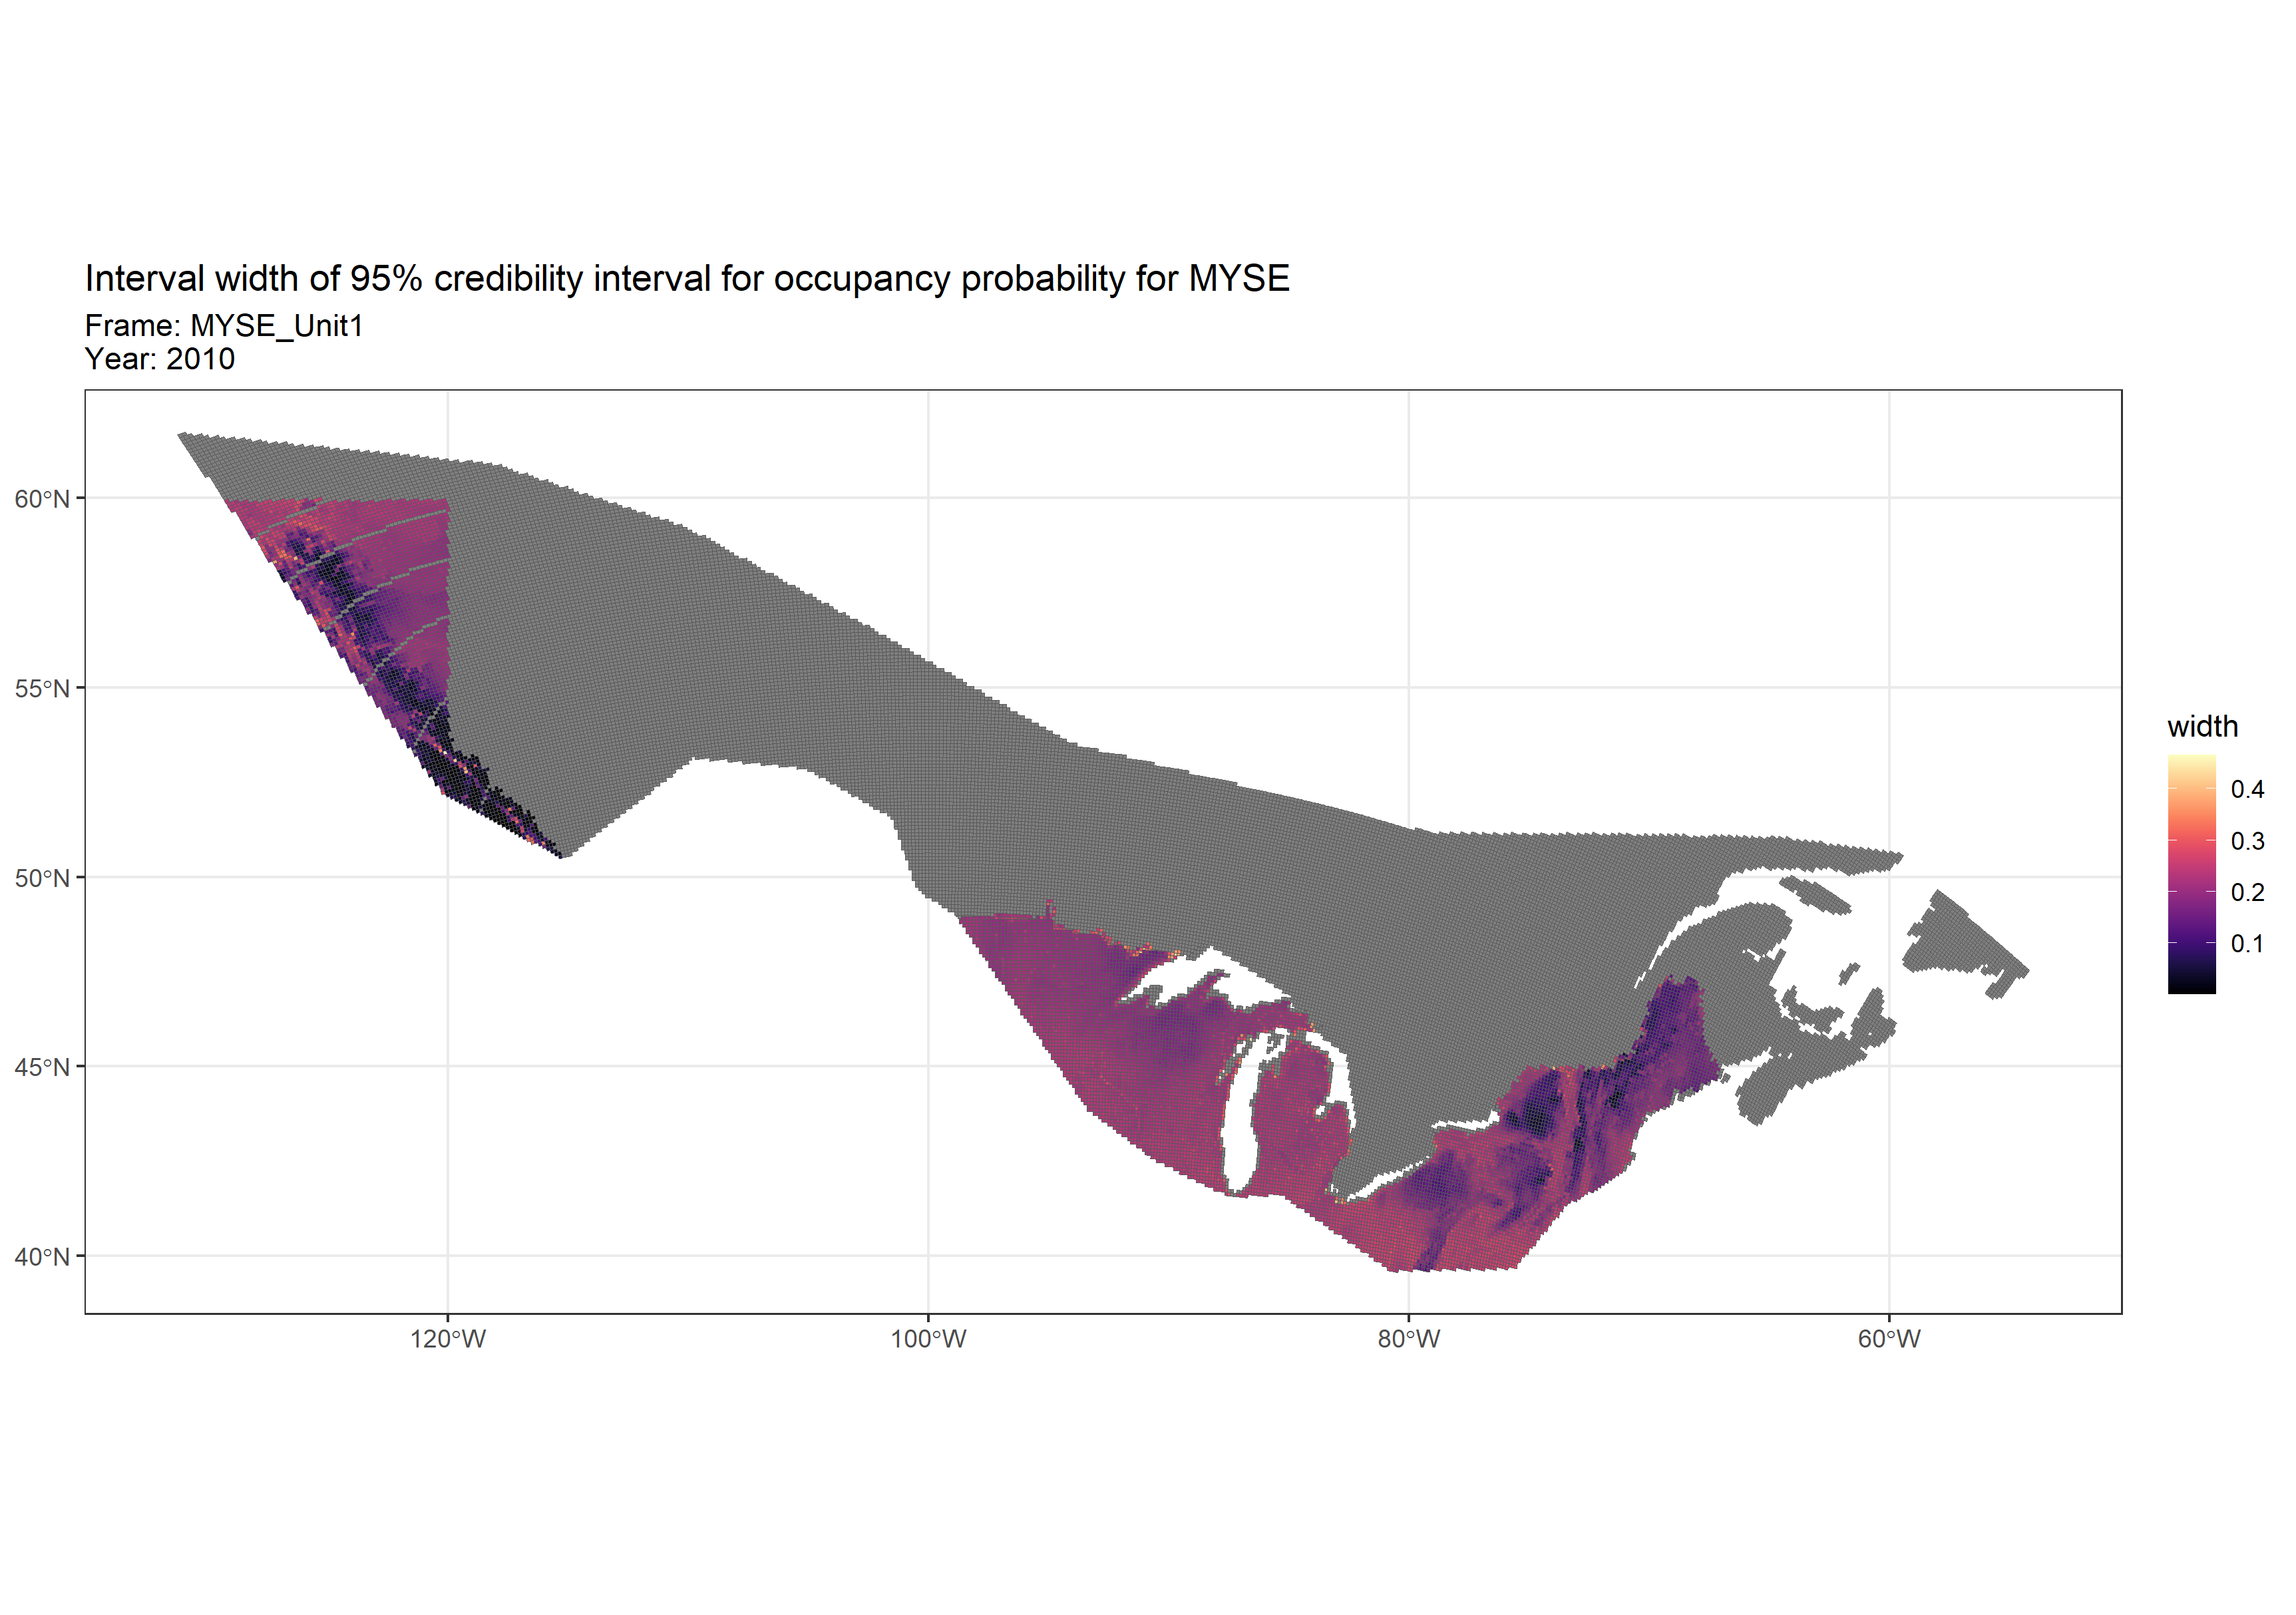 Interval width of 95% credibility interval for occupancy probability for MYSE
Frame: MYSE_Unit1
Year: 2010
60°N
55°N
50°N
45°N
40°N
120°W
100°W
80°W
60°W
width
0.4
0.3
0.2
0.1